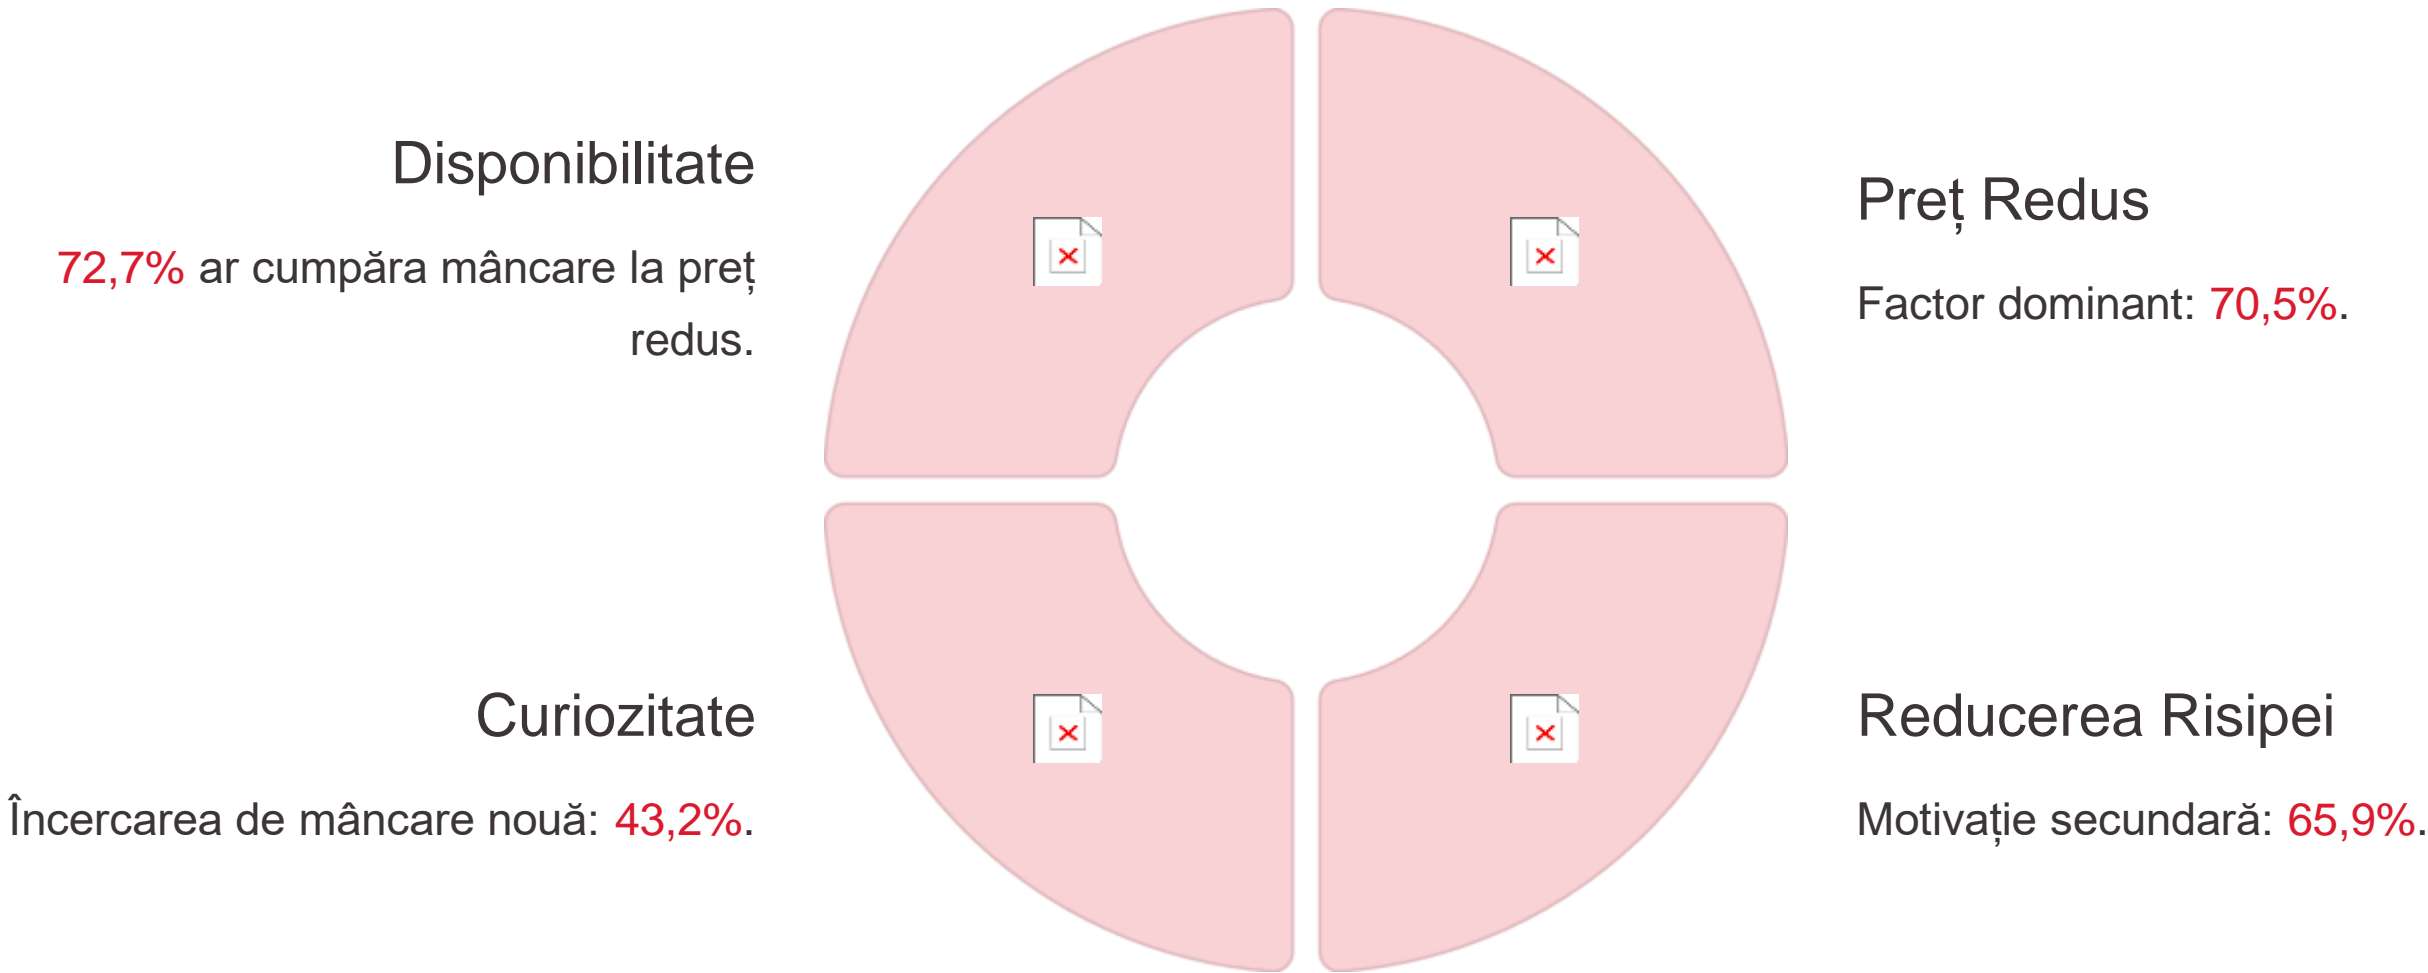 Disponibilitate
72,7% ar cumpăra mâncare la preț
redus.
Preț Redus
Factor dominant: 70,5%.
Curiozitate
Încercarea de mâncare nouă: 43,2%.
Reducerea Risipei
Motivație secundară: 65,9%.